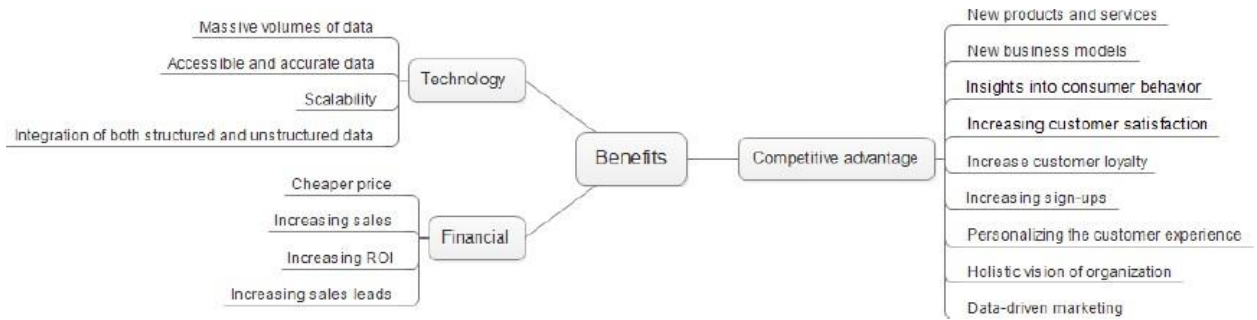 Massive volumes of data
Accessible and accurate data
Scalability
Integration of both structured and unstructured data
Technology
Cheaper price
Increasing sales
Increasing ROI
Increasing sales leads
Financial
Benefits
Competitive advantage
New products and services
New business models
Insights into consumer behavior
Increasing customer satisfaction
Increase customer loyalty
Increasing sign-ups
Personalizing the customer experience
Holistic vision of organization
Data-driven marketing